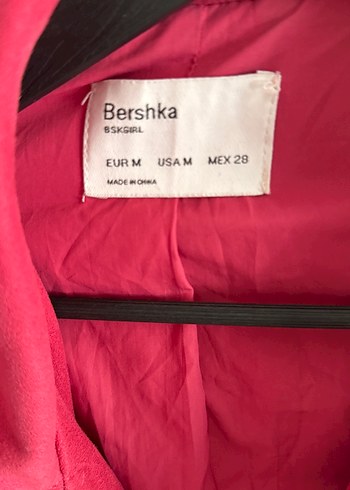 Bershka
BSKGIRL
EUR M USA M MEX 28
MADE IN CHINA